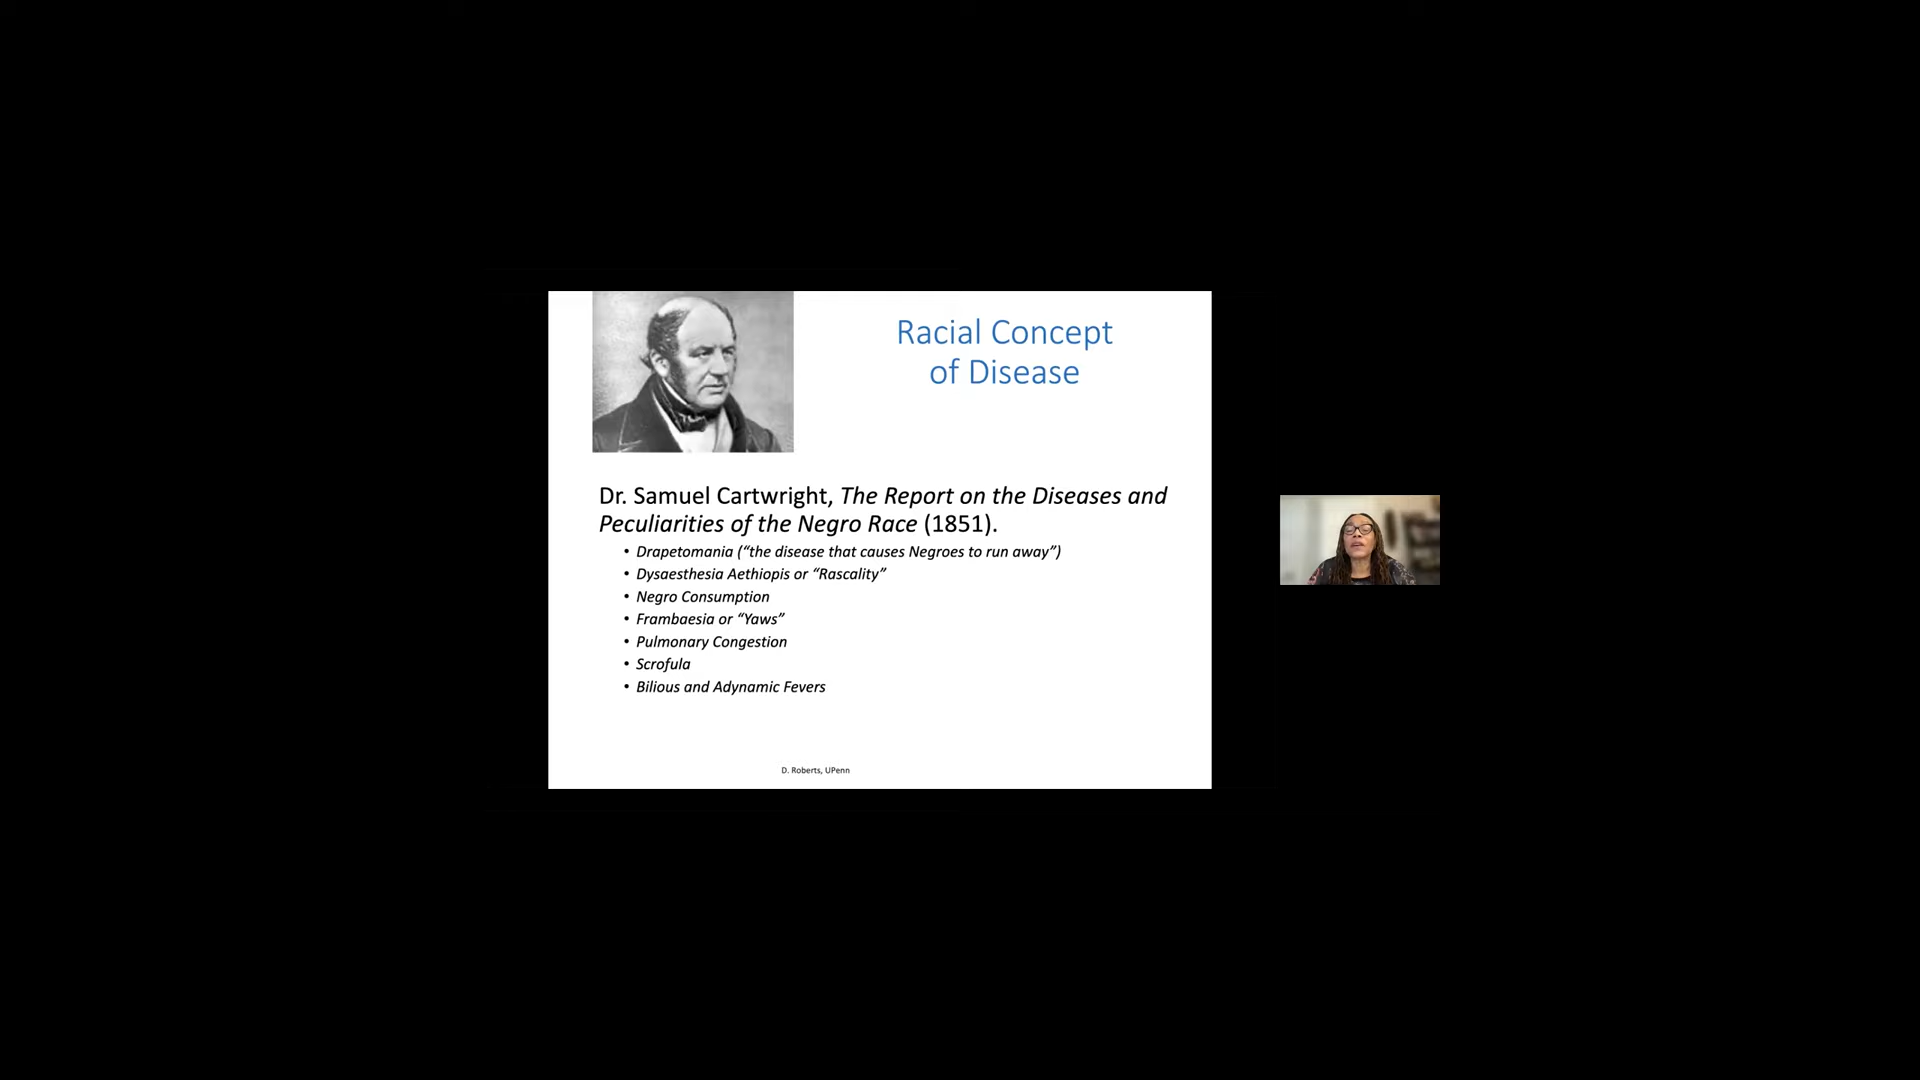 Racial Concept
of Disease
Dr. Samuel Cartwright, The Report on the Diseases and
Peculiarities of the Negro Race (1851).
• Drapetomania (“the disease that causes Negroes to run away”)
• Dysaesthesia Aethiopis or “Rascality”
• Negro Consumption
• Frambaesia or “Yaws”
• Pulmonary Congestion
• Scrofula
• Bilious and Adynamic Fevers
D. Roberts, UPenn